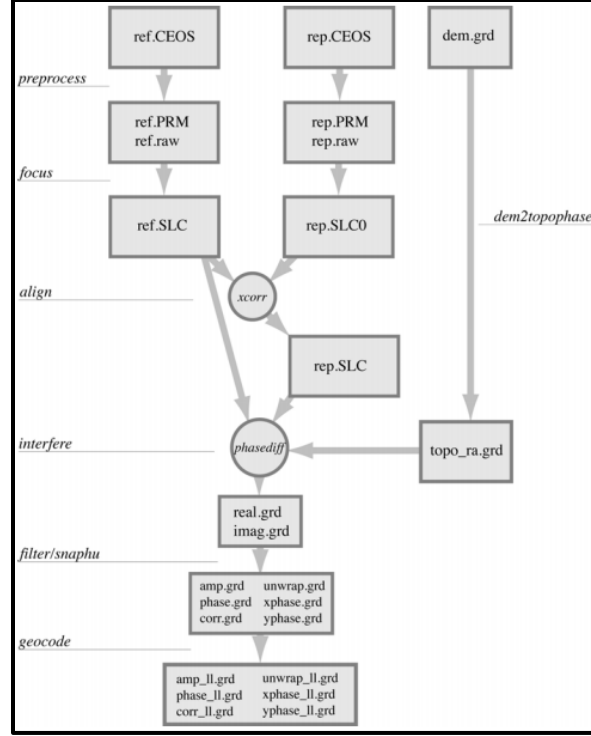 ref.CEOS
rep.CEOS
dem.grd
preprocess
ref.PRM
ref.raw
rep.PRM
rep.raw
focus
ref.SLC
rep.SLC0
dem2topophase
align
xcorr
rep.SLC
interfere
phasediff
topo_ra.grd
real.grd
imag.grd
filter/snaphu
amp.grd unwrap.grd
phase.grd xphase.grd
corr.grd yphase.grd
geocode
amp_ll.grd unwrap_ll.grd
phase_ll.grd xphase_ll.grd
corr_ll.grd yphase_ll.grd